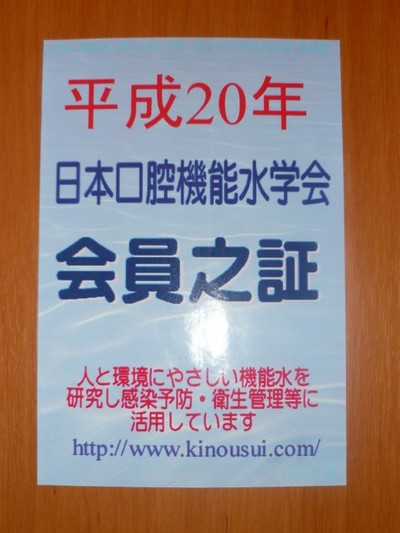 平成20年
日本口腔機能水学会
会員之証
人と環境にやさしい機能水を
研究し感染予防・衛生管理等に
活用しています
http://www.kinousui.com/